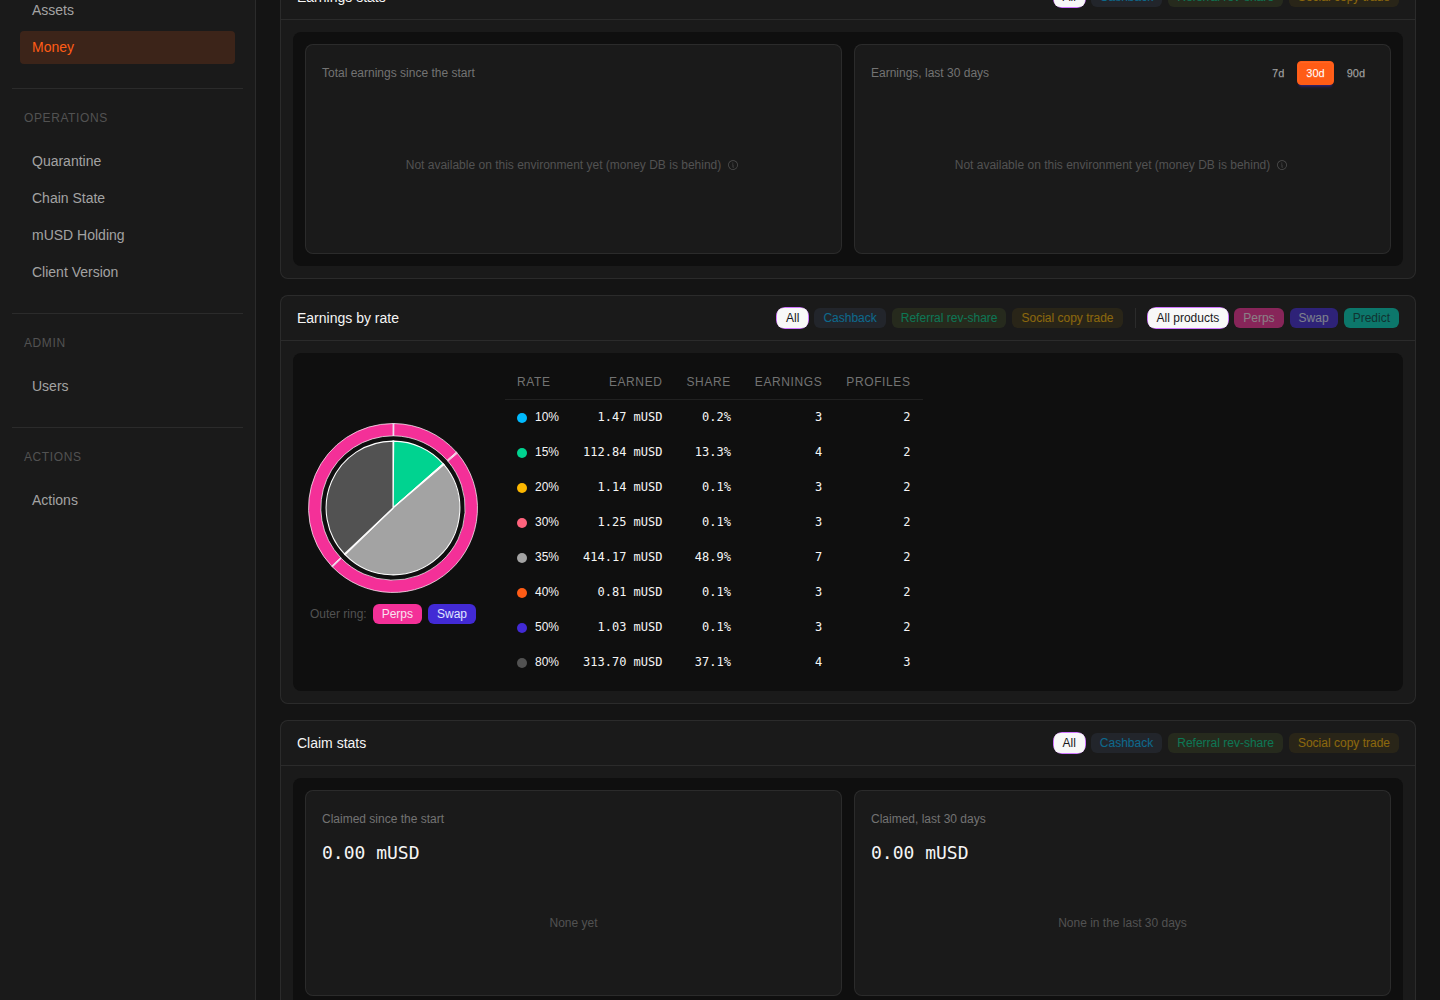 Assets
Money
OPERATIONS
Quarantine
Chain State
mUSD Holding
Client Version
ADMIN
Users
ACTIONS
Actions
Total earnings since the start
Not available on this environment yet (money DB is behind)
Earnings, last 30 days
7d 30d 90d
Not available on this environment yet (money DB is behind)
Earnings by rate
All Cashback Referral rev-share Social copy trade All products Perps Swap Predict
RATE EARNED SHARE EARNINGS PROFILES
10% 1.47 mUSD 0.2% 3 2
15% 112.84 mUSD 13.3% 4 2
20% 1.14 mUSD 0.1% 3 2
30% 1.25 mUSD 0.1% 3 2
35% 414.17 mUSD 48.9% 7 2
40% 0.81 mUSD 0.1% 3 2
50% 1.03 mUSD 0.1% 3 2
80% 313.70 mUSD 37.1% 4 3
Outer ring: Perps Swap
Claim stats
All Cashback Referral rev-share Social copy trade
Claimed since the start
0.00 mUSD
None yet
Claimed, last 30 days
0.00 mUSD
None in the last 30 days